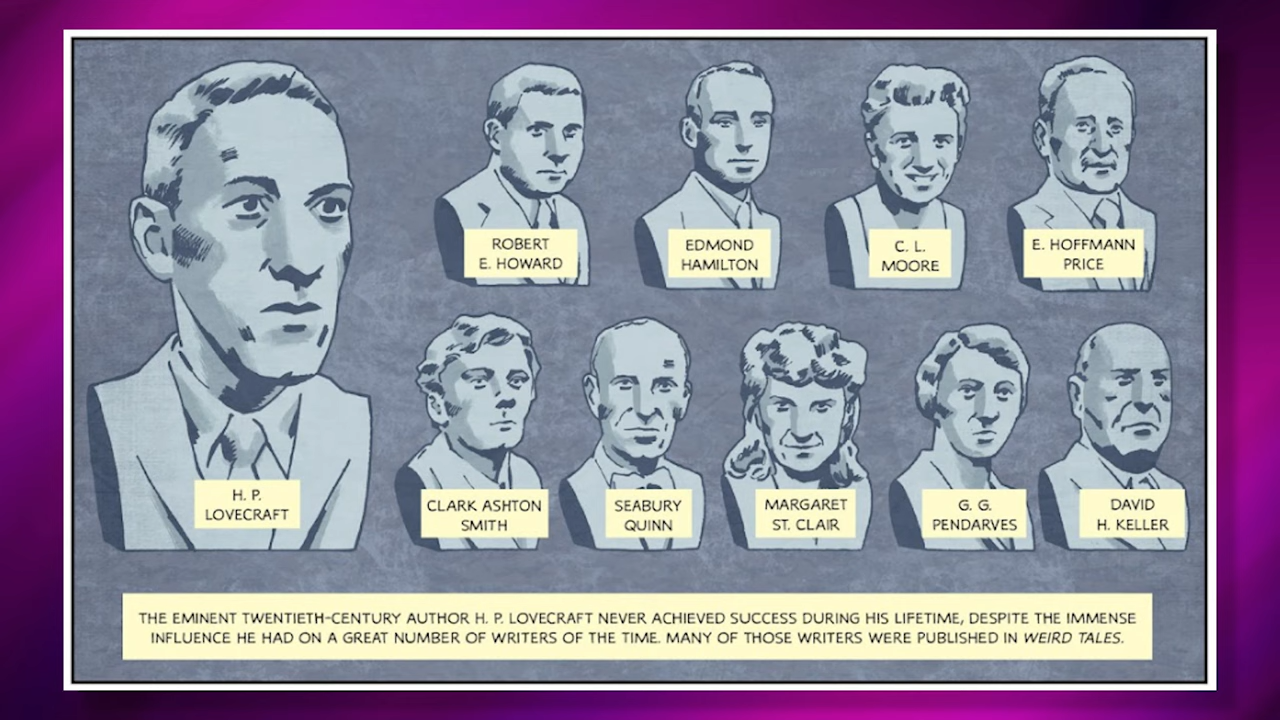 ROBERT
E. HOWARD
EDMOND
HAMILTON
C. L.
MOORE
E. HOFFMANN
PRICE
H. P.
LOVECRAFT
CLARK ASHTON
SMITH
SEABURY
QUINN
MARGARET
ST. CLAIR
G. G.
PENDARVES
DAVID
H. KELLER
THE EMINENT TWENTIETH-CENTURY AUTHOR H. P. LOVECRAFT NEVER ACHIEVED SUCCESS DURING HIS LIFETIME, DESPITE THE IMMENSE
INFLUENCE HE HAD ON A GREAT NUMBER OF WRITERS OF THE TIME. MANY OF THOSE WRITERS WERE PUBLISHED IN WEIRD TALES.